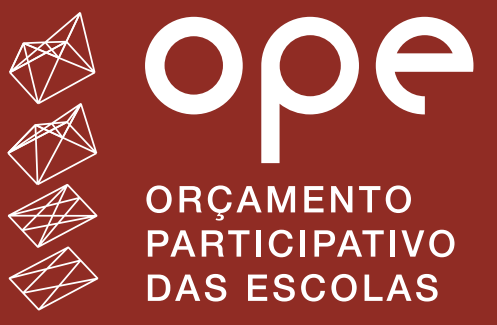 ope
ORÇAMENTO
PARTICIPATIVO
DAS ESCOLAS